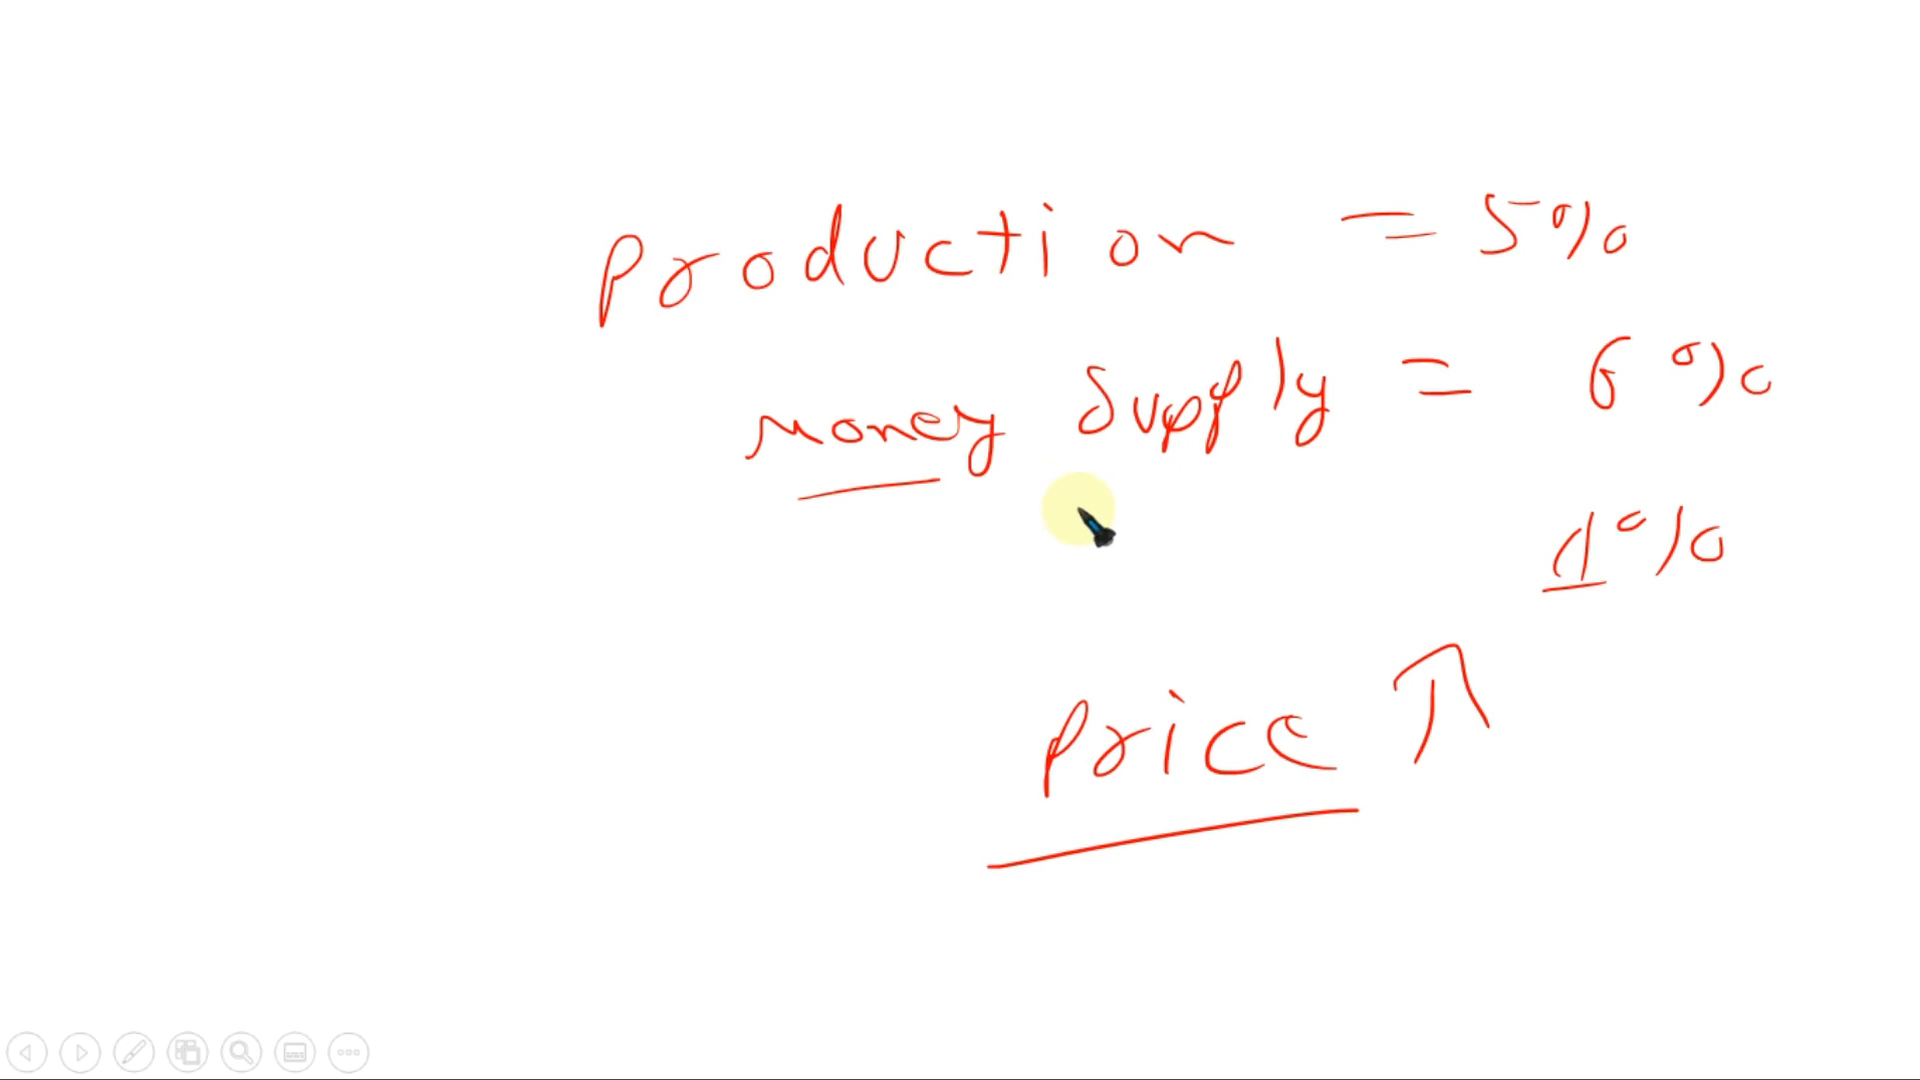 Production = 5%
Money Supply = 6%
1%
Price ↑